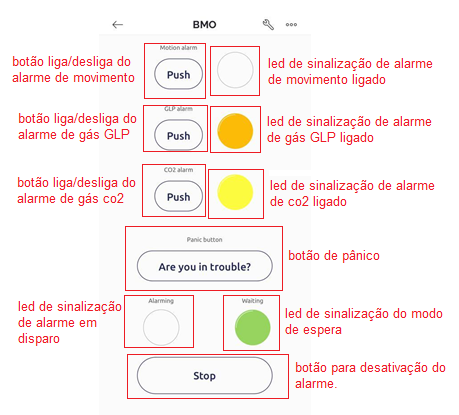 BMO
Motion alarm
botão liga/desliga do
alarme de movimento
Push
led de sinalização de alarme
de movimento ligado
GLP alarm
botão liga/desliga do
alarme de gás GLP
Push
led de sinalização de alarme
de gás GLP ligado
CO2 alarm
botão liga/desliga do
alarme de gás co2
Push
led de sinalização de alarme
de co2 ligado
Panic button
Are you in trouble?
botão de pânico
led de sinalização
de alarme em
disparo
Alarming
Waiting
led de sinalização do modo
de espera
Stop
botão para desativação do
alarme.